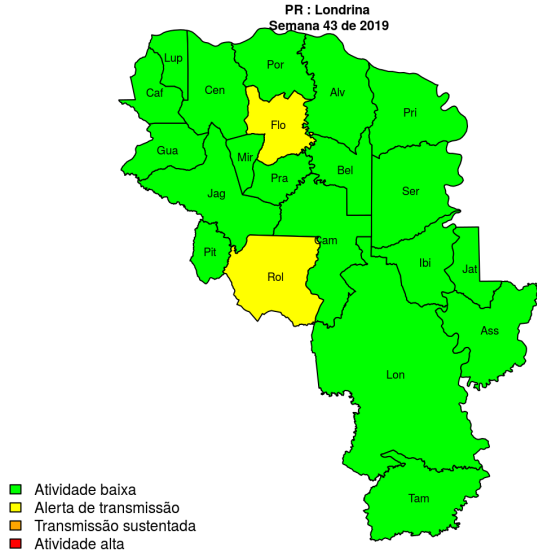 PR : Londrina
Semana 43 de 2019
Lup
Por
Caf
Cen
Alv
Pri
Flo
Gua
Mir
Bel
Pra
Jag
Ser
Cam
Pit
Ibi
Jat
Rol
Ass
Lon
Tam
Atividade baixa
Alerta de transmissão
Transmissão sustentada
Atividade alta